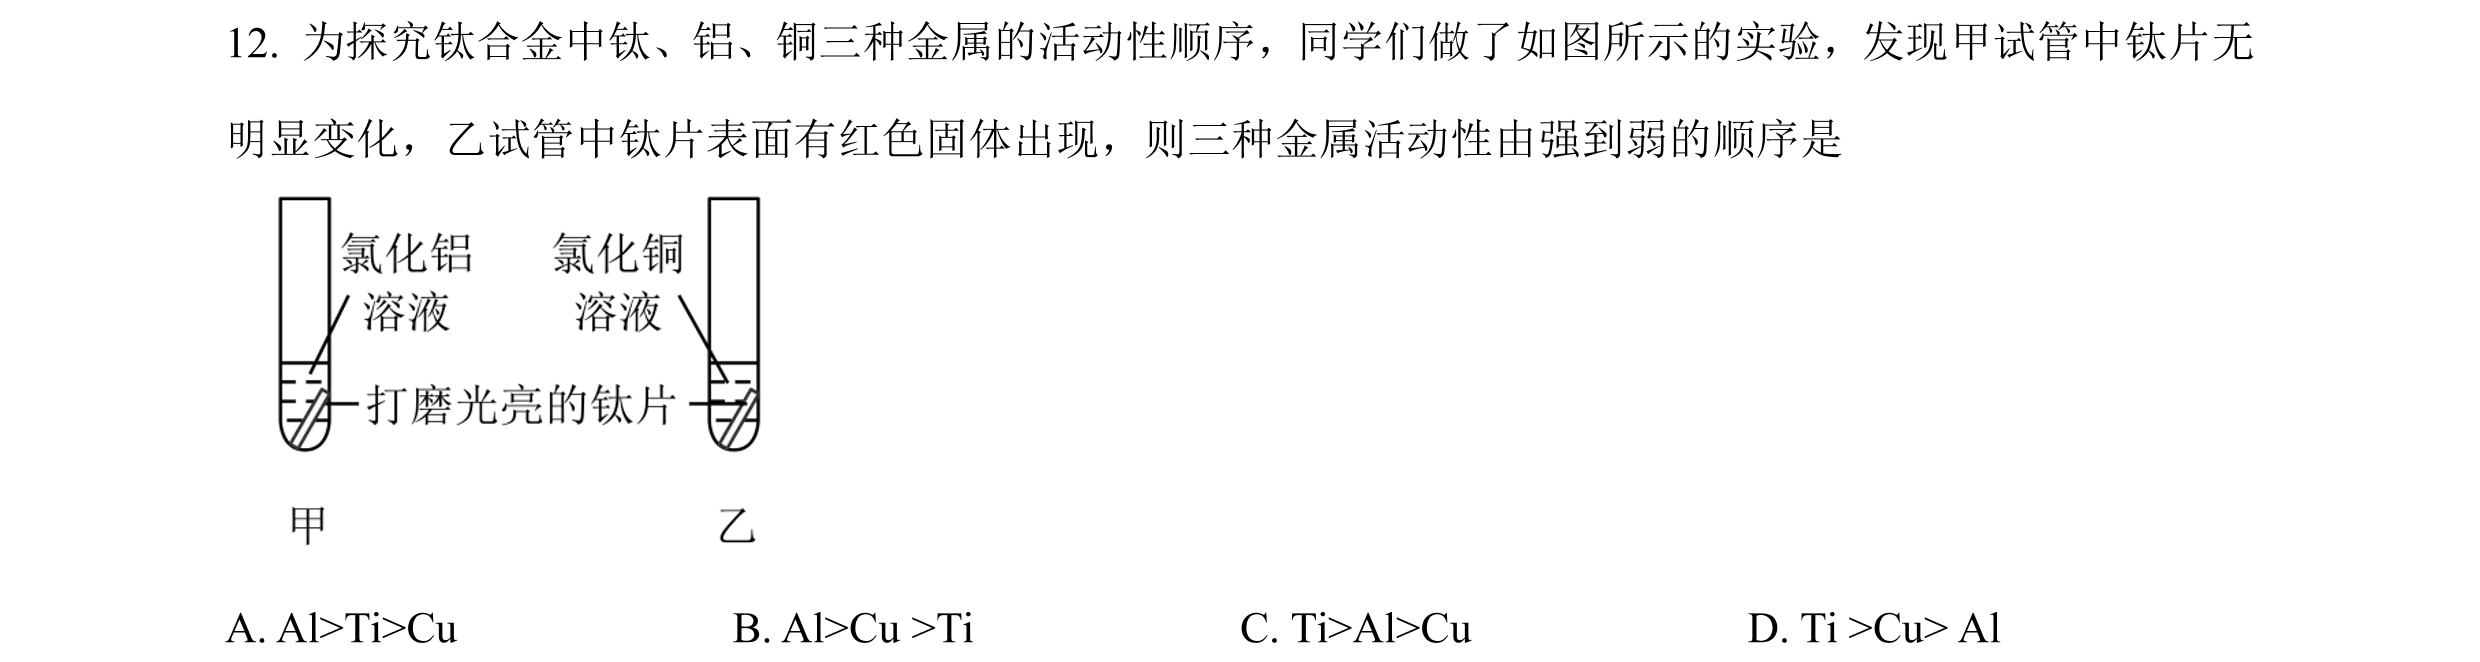 12. 为探究钛合金中钛、铝、铜三种金属的活动性顺序，同学们做了如图所示的实验，发现甲试管中钛片无
明显变化，乙试管中钛片表面有红色固体出现，则三种金属活动性由强到弱的顺序是
氯化铝 氯化铜
溶液 溶液
打磨光亮的钛片
甲 乙
A. Al>Ti>Cu B. Al>Cu >Ti C. Ti>Al>Cu D. Ti >Cu> Al